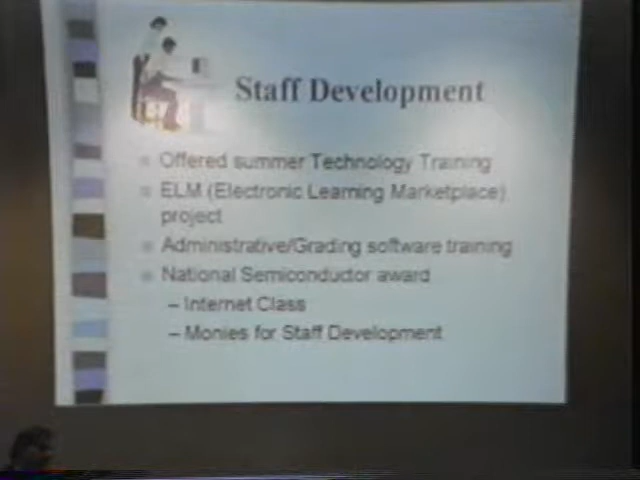 Staff Development
Offered summer Technology Training
ELM (Electronic Learning Marketplace)
project
Administrative/Grading software training
National Semiconductor award
– Internet Class
– Monies for Staff Development